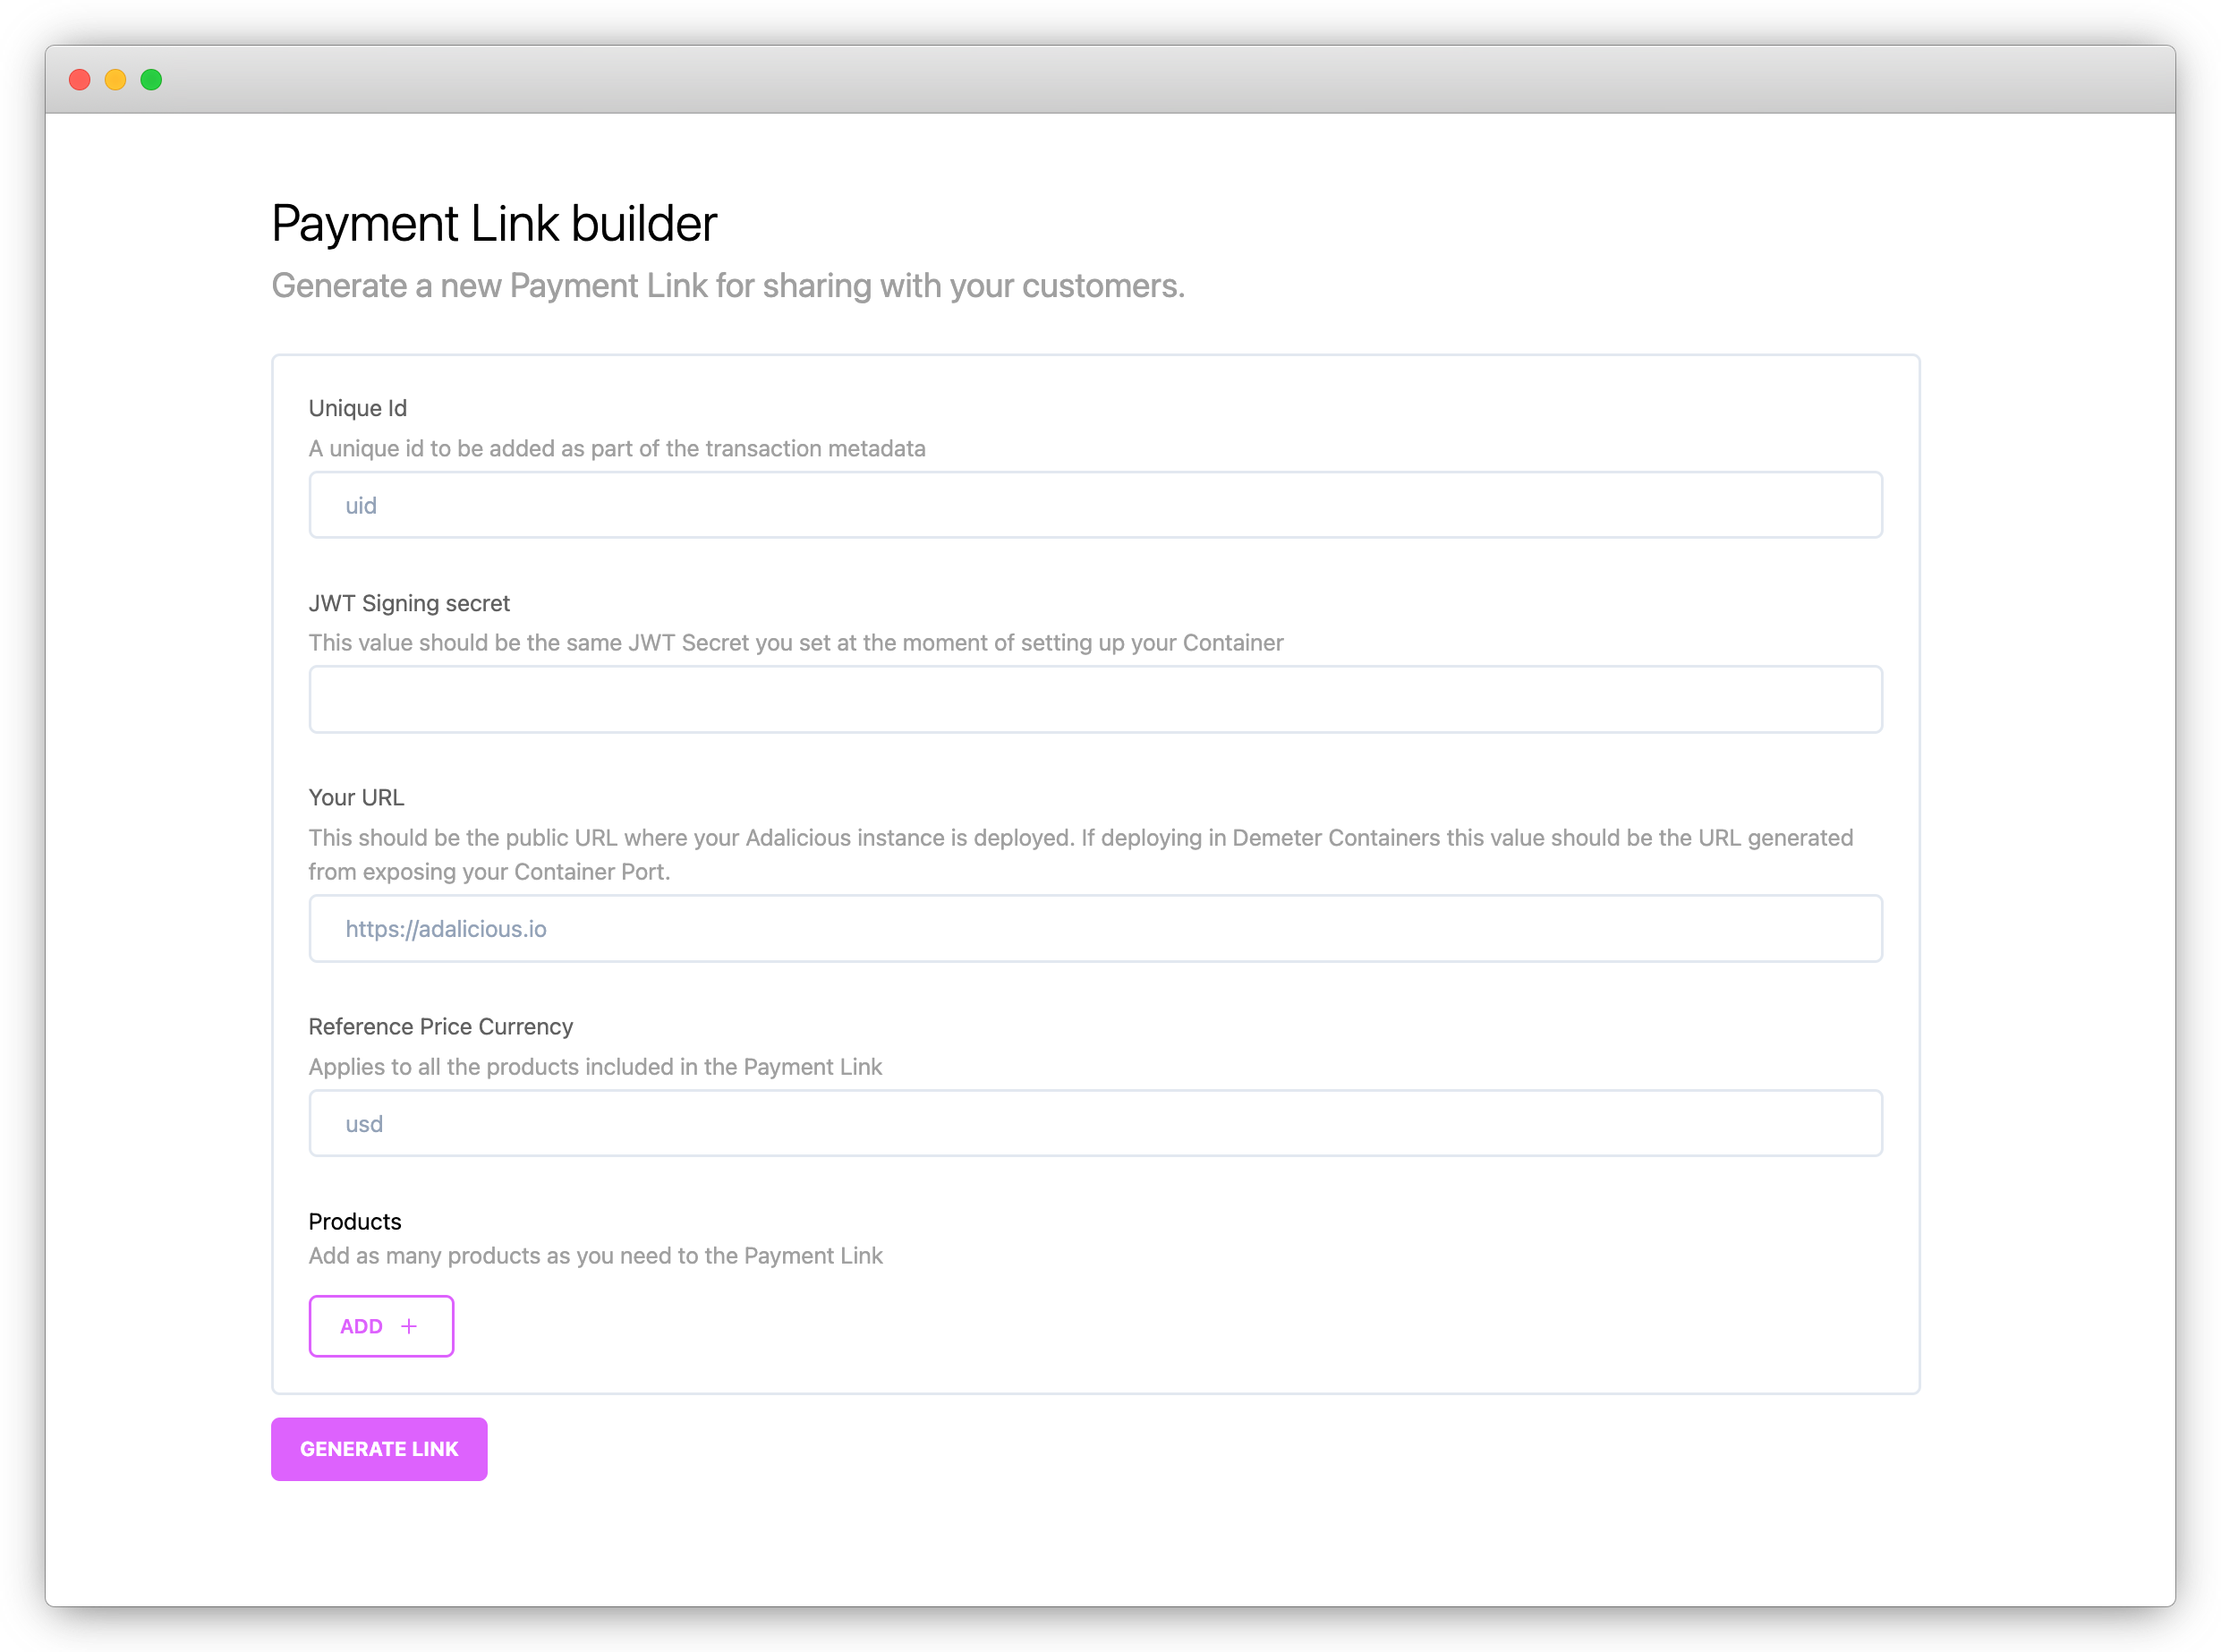 Payment Link builder
Generate a new Payment Link for sharing with your customers.
Unique Id
A unique id to be added as part of the transaction metadata
uid
JWT Signing secret
This value should be the same JWT Secret you set at the moment of setting up your Container
Your URL
This should be the public URL where your Adalicious instance is deployed. If deploying in Demeter Containers this value should be the URL generated
from exposing your Container Port.
https://adalicious.io
Reference Price Currency
Applies to all the products included in the Payment Link
usd
Products
Add as many products as you need to the Payment Link
ADD +
GENERATE LINK